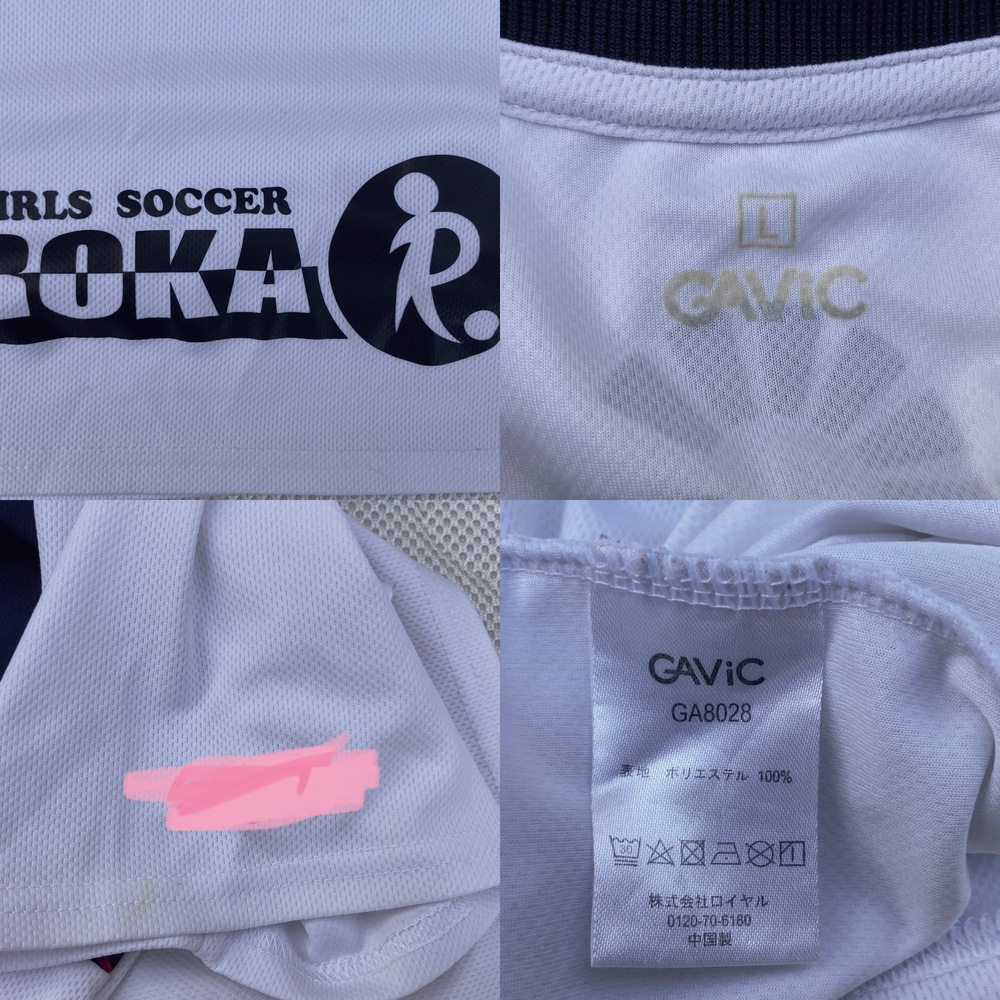 IRLS SOCCER
ROKA
R
L
GAViC
GAViC
GA8028
表地 ポリエステル 100%
30
株式会社ロイヤル
0120-70-6180
中国製